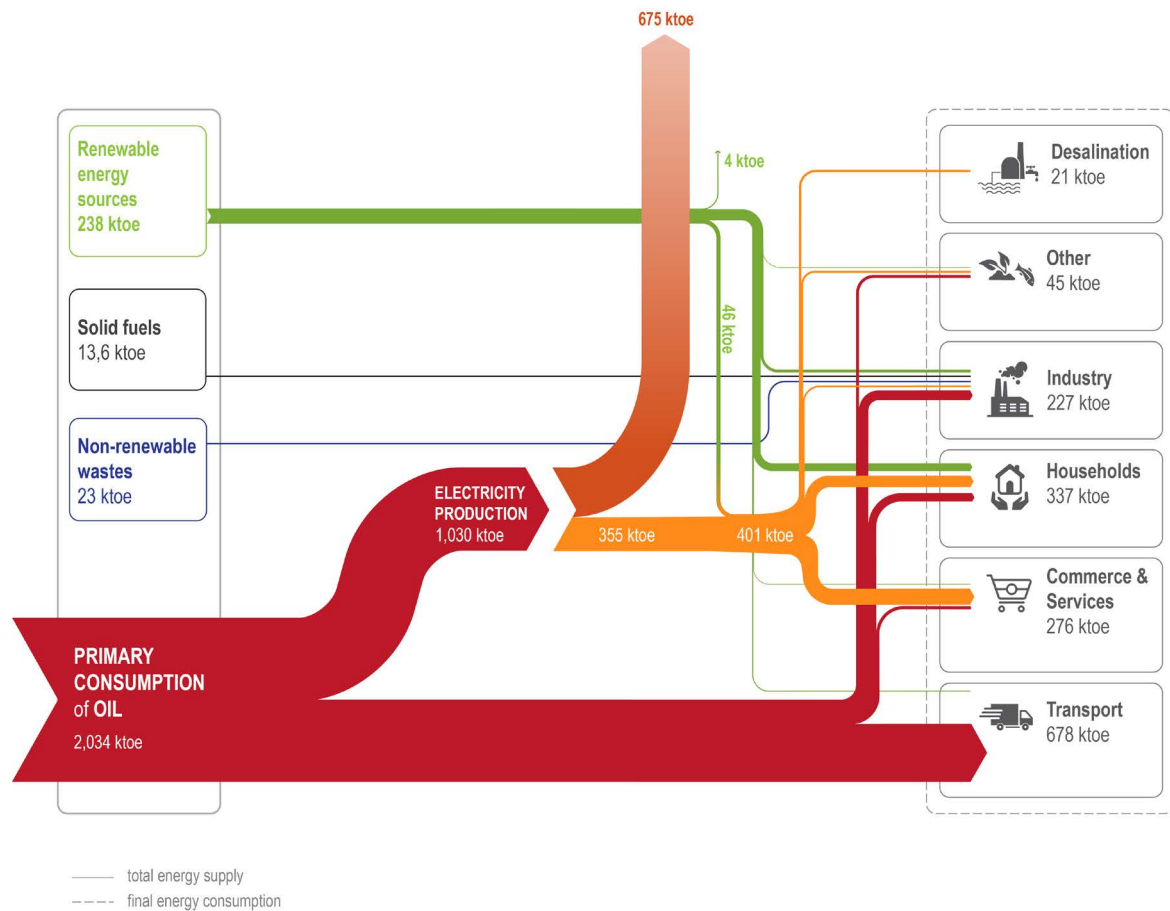 675 ktoe
Renewable
energy
sources
238 ktoe
4 ktoe
Desalination
21 ktoe
Other
45 ktoe
Solid fuels
13,6 ktoe
46 ktoe
Industry
227 ktoe
Non-renewable
wastes
23 ktoe
ELECTRICITY
PRODUCTION
1,030 ktoe
355 ktoe
401 ktoe
Households
337 ktoe
Commerce &
Services
276 ktoe
PRIMARY
CONSUMPTION
of OIL
2,034 ktoe
Transport
678 ktoe
total energy supply
final energy consumption